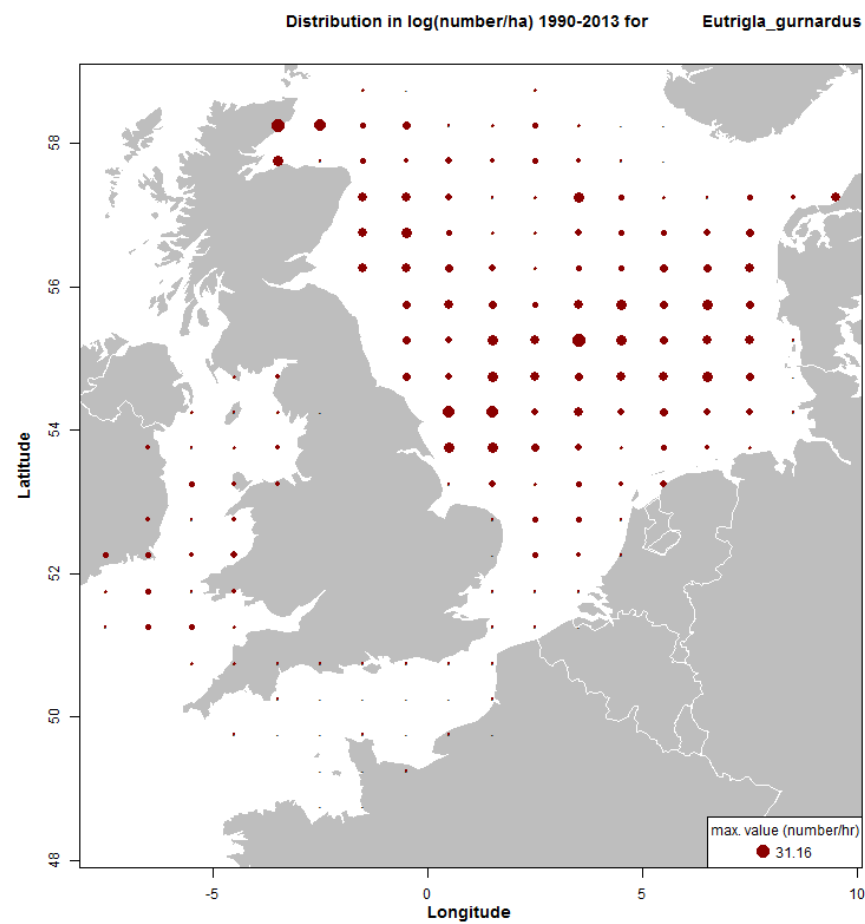 Distribution in log(number/ha) 1990-2013 for Eutrigla_gurnardus
58
56
54
52
50
48
Latitude
-5 0 5 10
Longitude
max. value (number/hr)
31.16